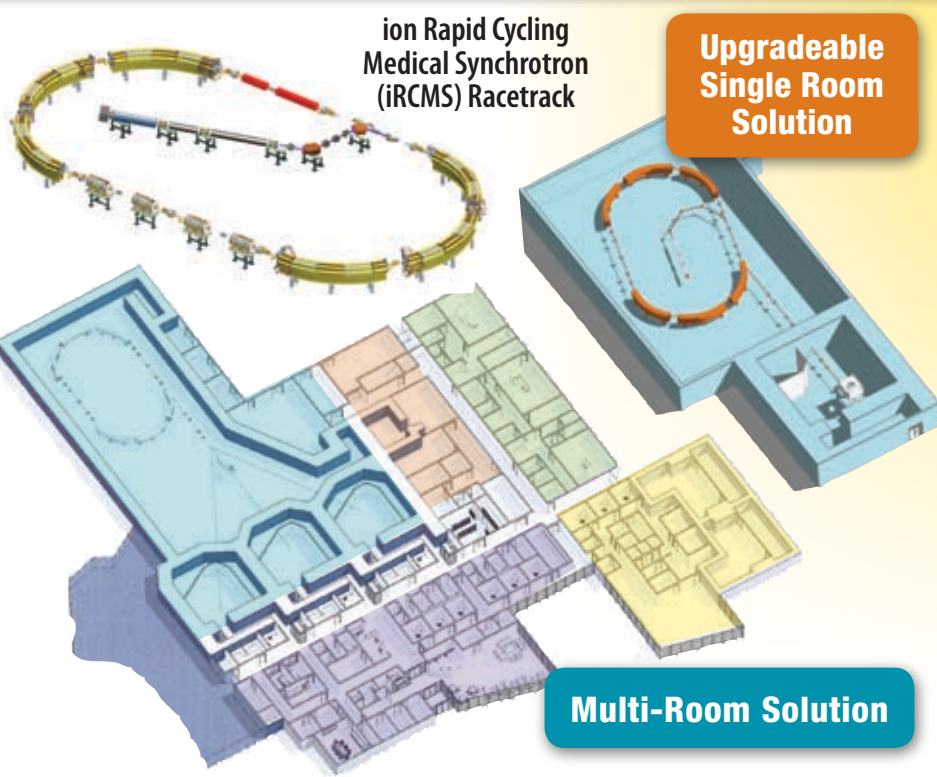 ion Rapid Cycling
Medical Synchrotron
(iRCMS) Racetrack
Upgradeable
Single Room
Solution
Multi-Room Solution